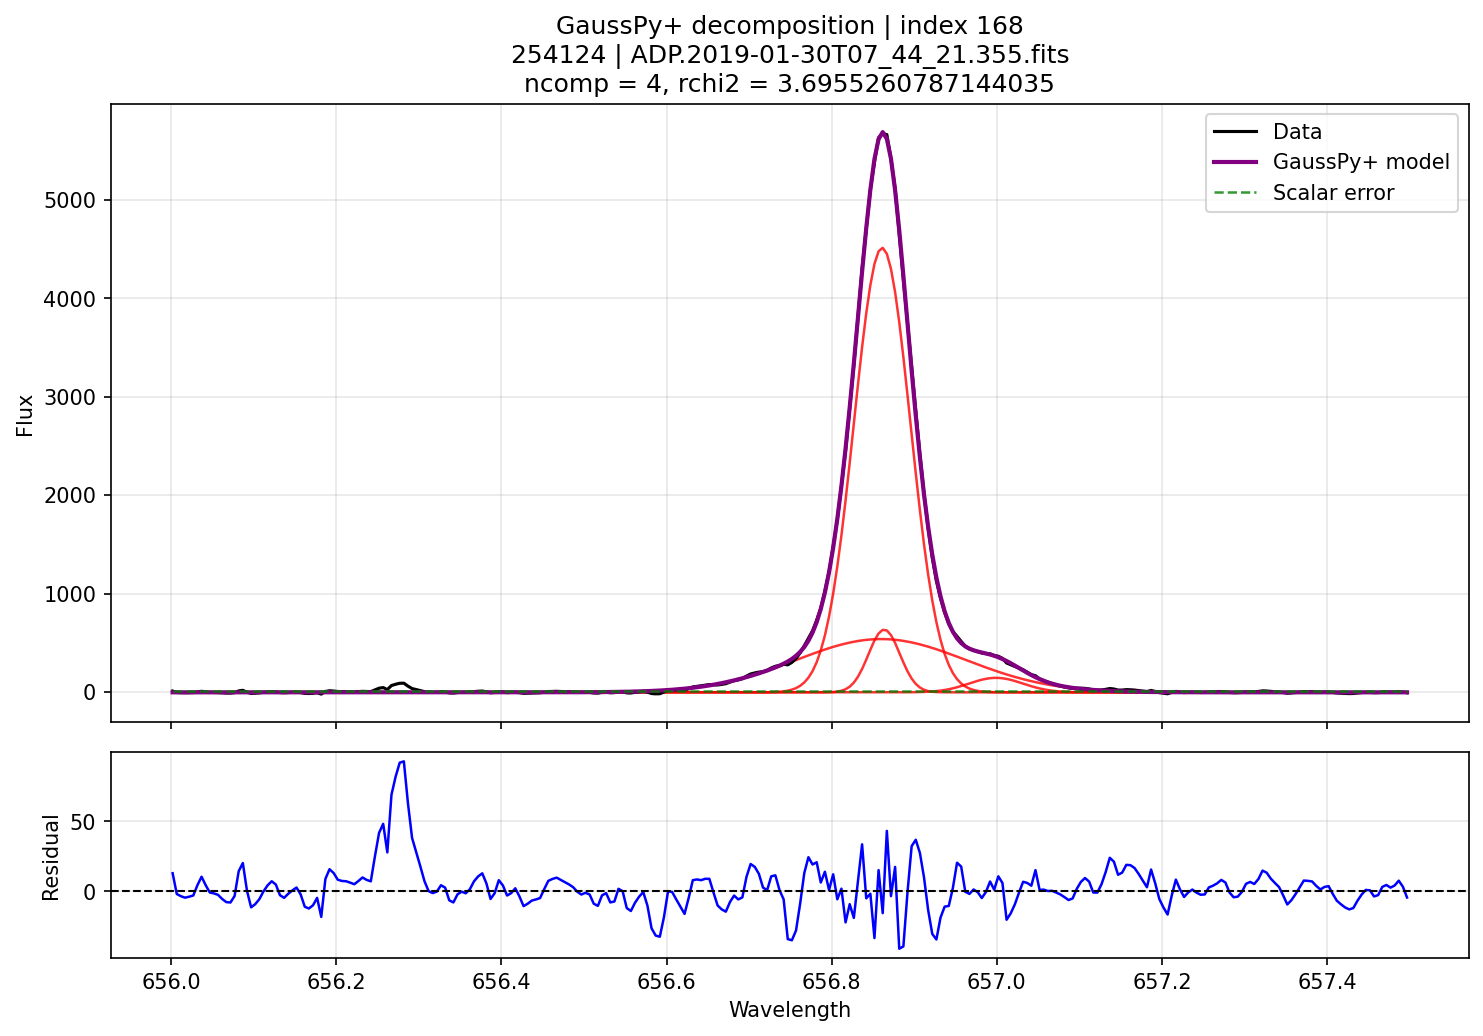 GaussPy+ decomposition | index 168
254124 | ADP.2019-01-30T07_44_21.355.fits
ncomp = 4, rchi2 = 3.6955260787144035
Data
GaussPy+ model
Scalar error
Flux
5000
4000
3000
2000
1000
0
Residual
50
0
656.0 656.2 656.4 656.6 656.8 657.0 657.2 657.4
Wavelength